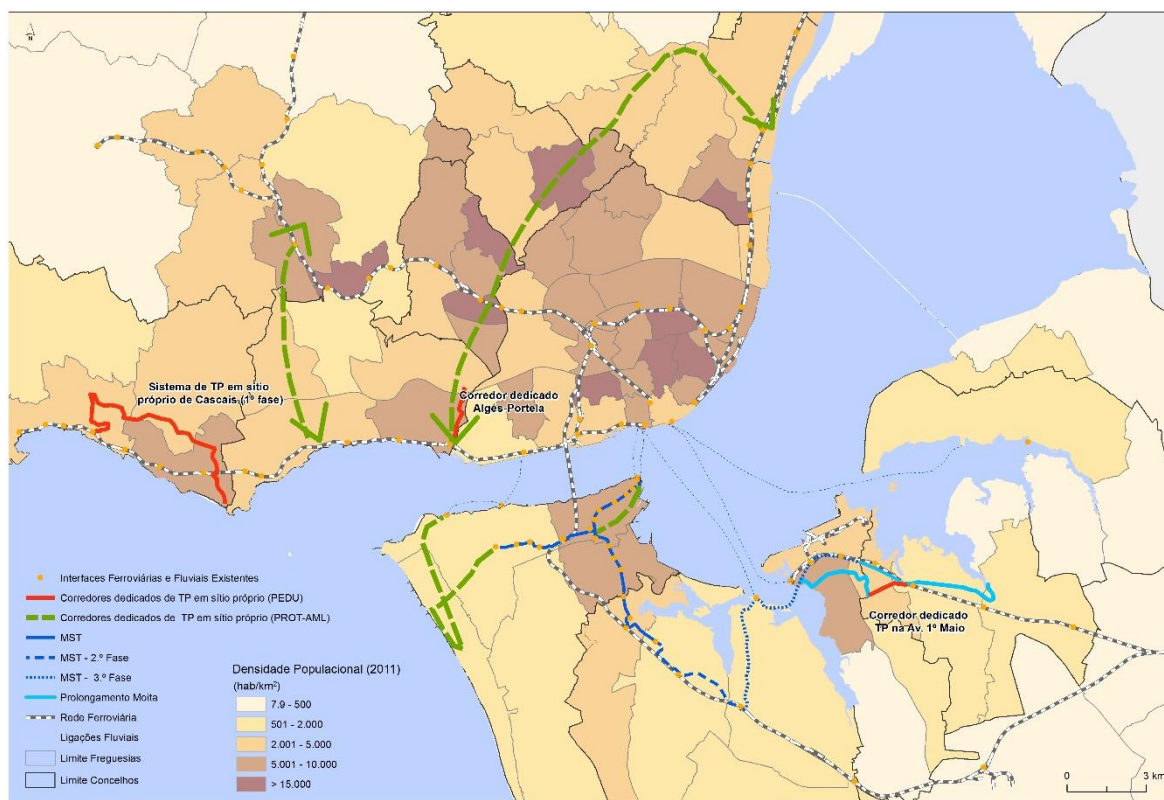 N
Sistema de TP em sítio
próprio de Cascais (1ª fase)
Corredor dedicado
Algés-Portela
Corredor dedicado
TP na Av. 1º Maio
Interfaces Ferroviárias e Fluviais Existentes
Corredores dedicados de TP em sítio próprio (PEDU)
Corredores dedicados de TP em sítio próprio (PROT-AML)
MST
MST - 2.º Fase
MST - 3.º Fase
Prolongamento Moita
Rede Ferroviária
Ligações Fluviais
Limite Freguesias
Limite Concelhos
Densidade Populacional (2011)
(hab/km²)
7.9 - 500
501 - 2.000
2.001 - 5.000
5.001 - 10.000
> 15.000
0 3 km